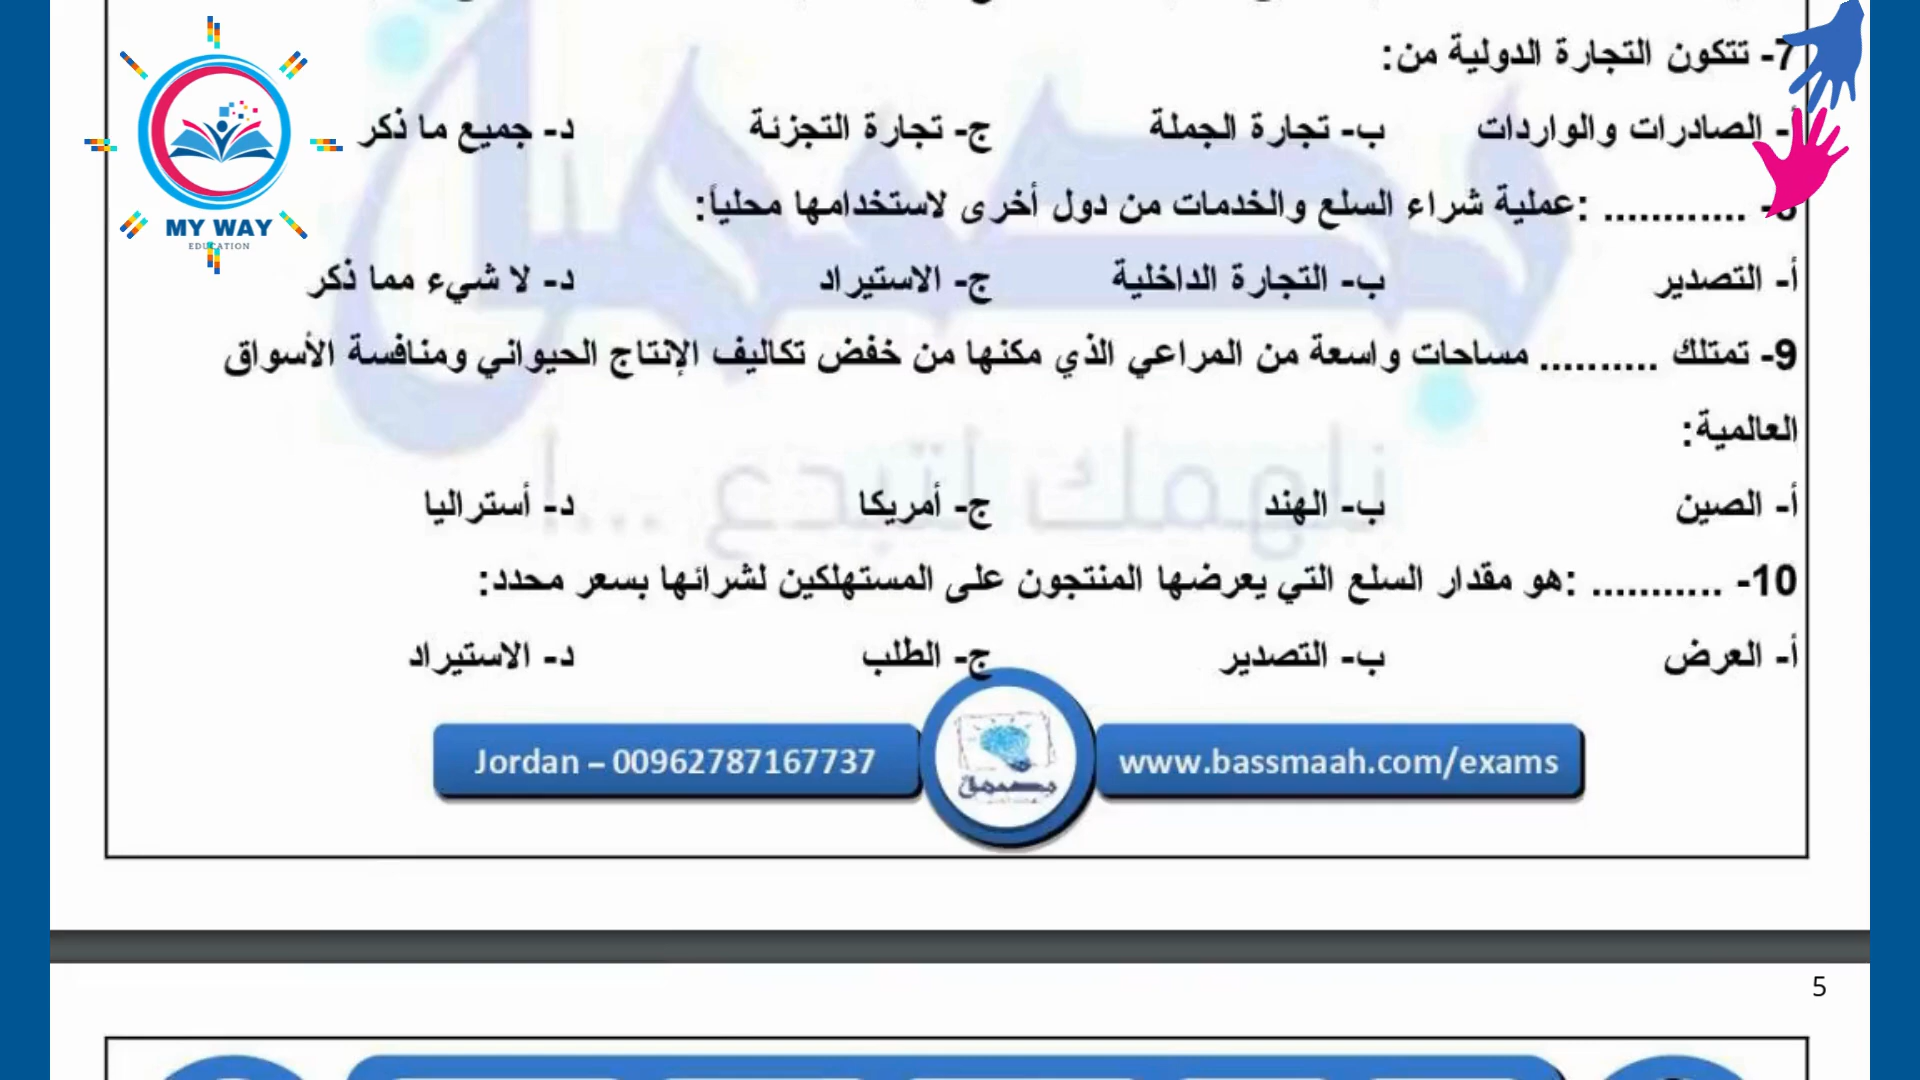 MY WAY
EDUCATION
7- تتكون التجارة الدولية من:
أ- الصادرات والواردات ب- تجارة الجملة ج- تجارة التجزئة د- جميع ما ذكر
8- ............ :عملية شراء السلع والخدمات من دول أخرى لاستخدامها محلياً:
أ- التصدير ب- التجارة الداخلية ج- الاستيراد د- لا شيء مما ذكر
9- تمتلك .......... مساحات واسعة من المراعي الذي مكنها من خفض تكاليف الإنتاج الحيواني ومنافسة الأسواق
العالمية:
أ- الصين ب- الهند ج- أمريكا د- أستراليا
10- ........... :هو مقدار السلع التي يعرضها المنتجون على المستهلكين لشرائها بسعر محدد:
أ- العرض ب- التصدير ج- الطلب د- الاستيراد
بصمة
نلهمك لتبدع ...!
Jordan – 00962787167737
بصمة
www.bassmaah.com/exams
5